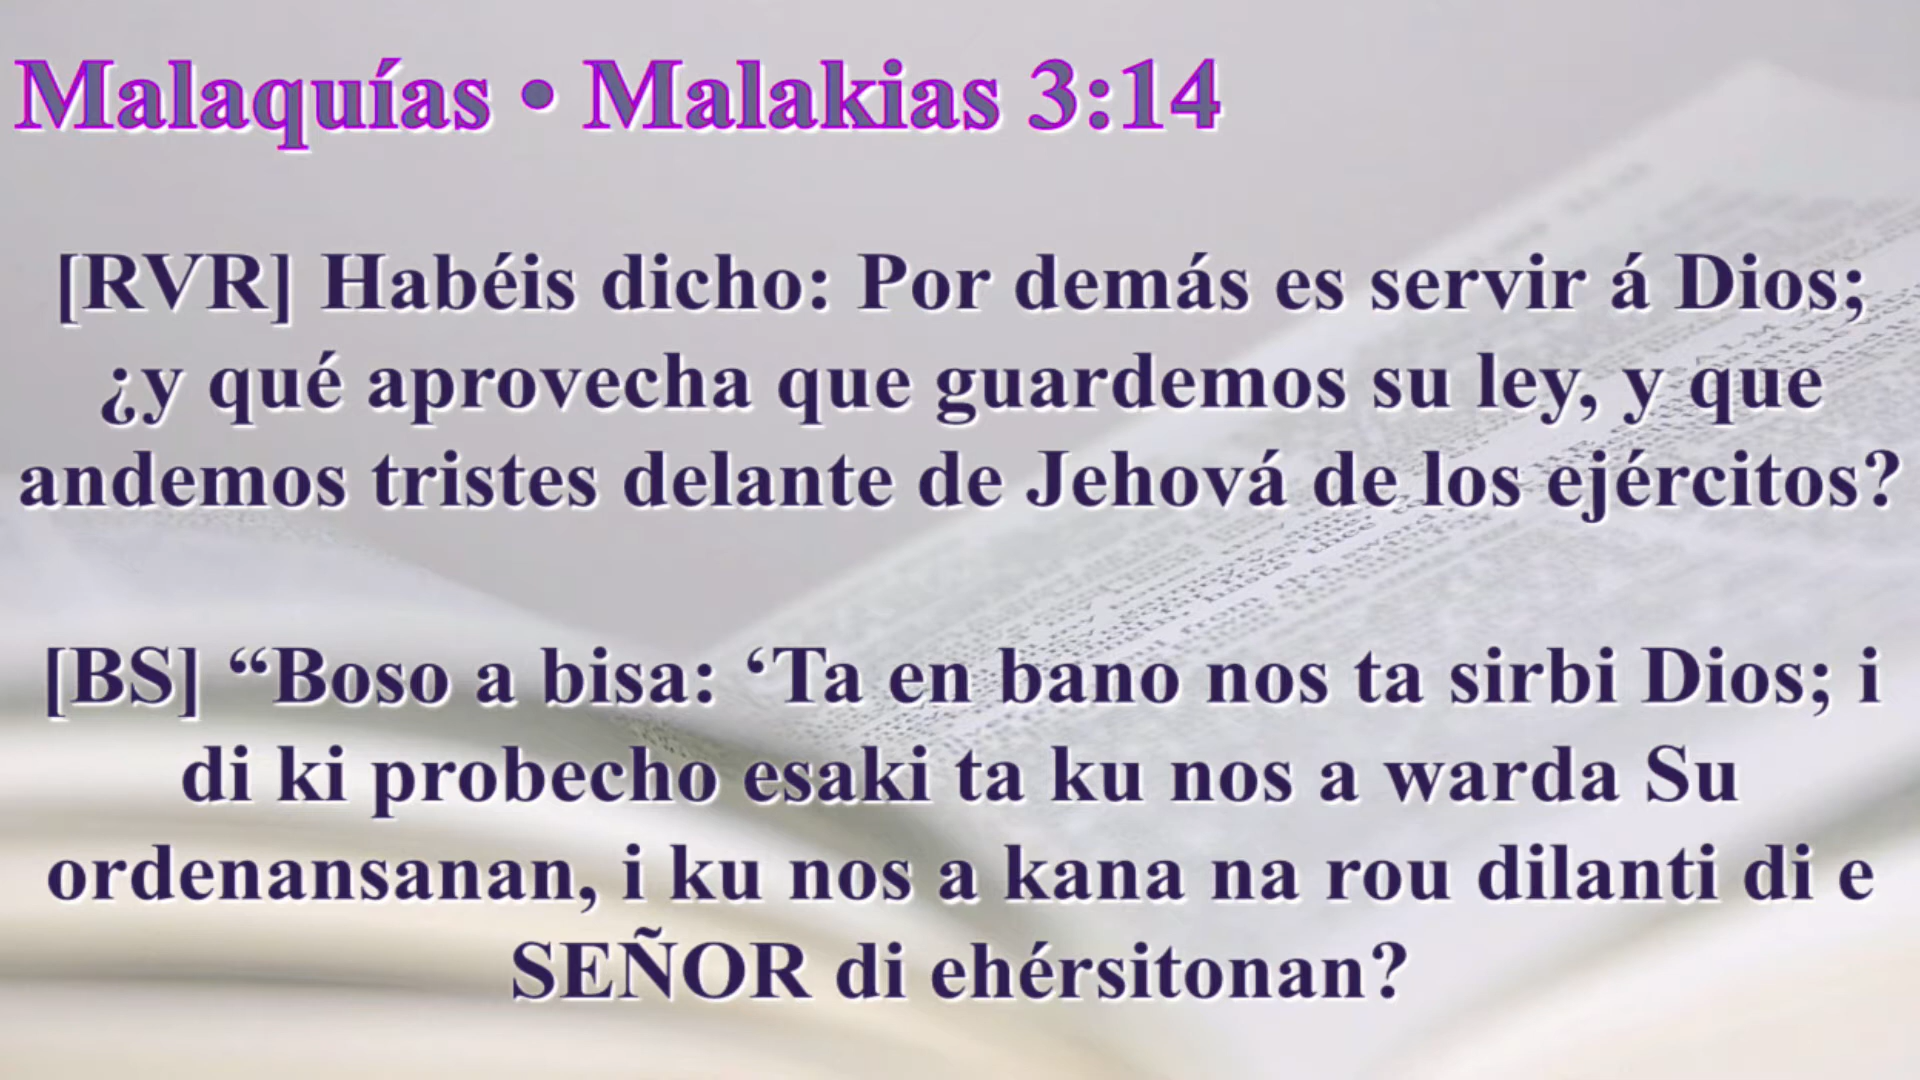 Malaquías • Malakias 3:14
[RVR] Habéis dicho: Por demás es servir á Dios;
¿y qué aprovecha que guardemos su ley, y que
andemos tristes delante de Jehová de los ejércitos?
[BS] “Boso a bisa: ‘Ta en bano nos ta sirbi Dios; i
di ki probecho esaki ta ku nos a warda Su
ordenansanan, i ku nos a kana na rou dilanti di e
SEÑOR di ehérsitonan?